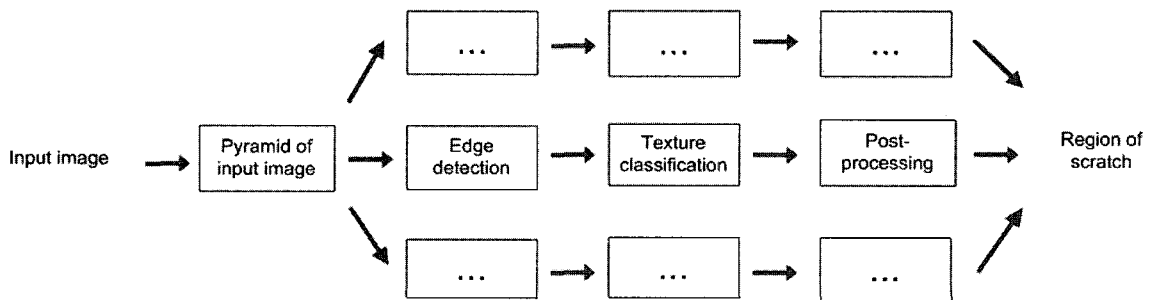 ... ... ...
Input image
Pyramid of
input image
Edge
detection
Texture
classification
Post-
processing
Region of
scratch
... ... ...